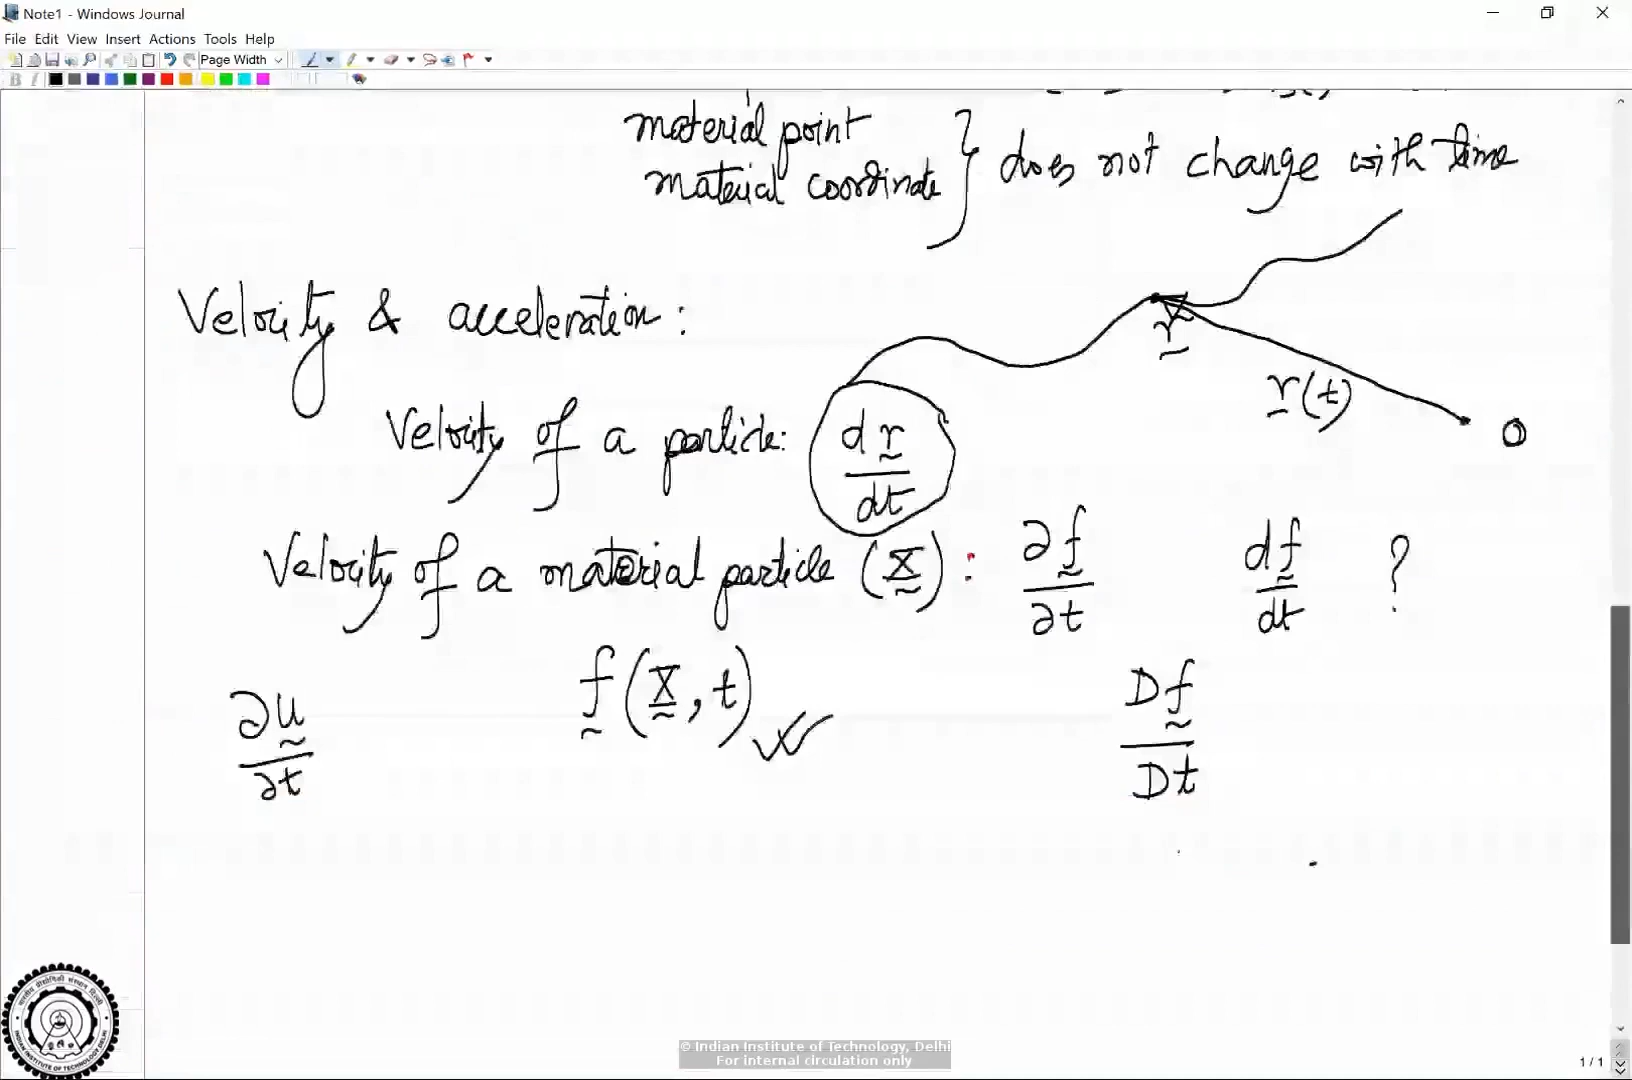 Note1 - Windows Journal
File Edit View Insert Actions Tools Help
Page Width
B I
material point
material coordinate } does not change with time
Velocity & acceleration :
r
r(t)
O
Velocity of a particle: dr/dt
Velocity of a material particle (X) : ∂f/∂t df/dt ?
f(X, t)
∂u/∂t
Df/Dt
© Indian Institute of Technology, Delhi
For internal circulation only
1 / 1